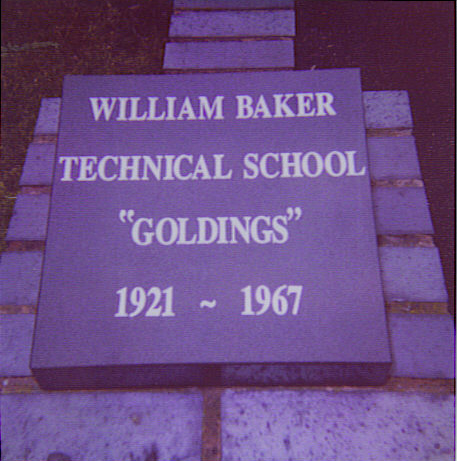 WILLIAM BAKER
TECHNICAL SCHOOL
“GOLDINGS”
1921 ~ 1967